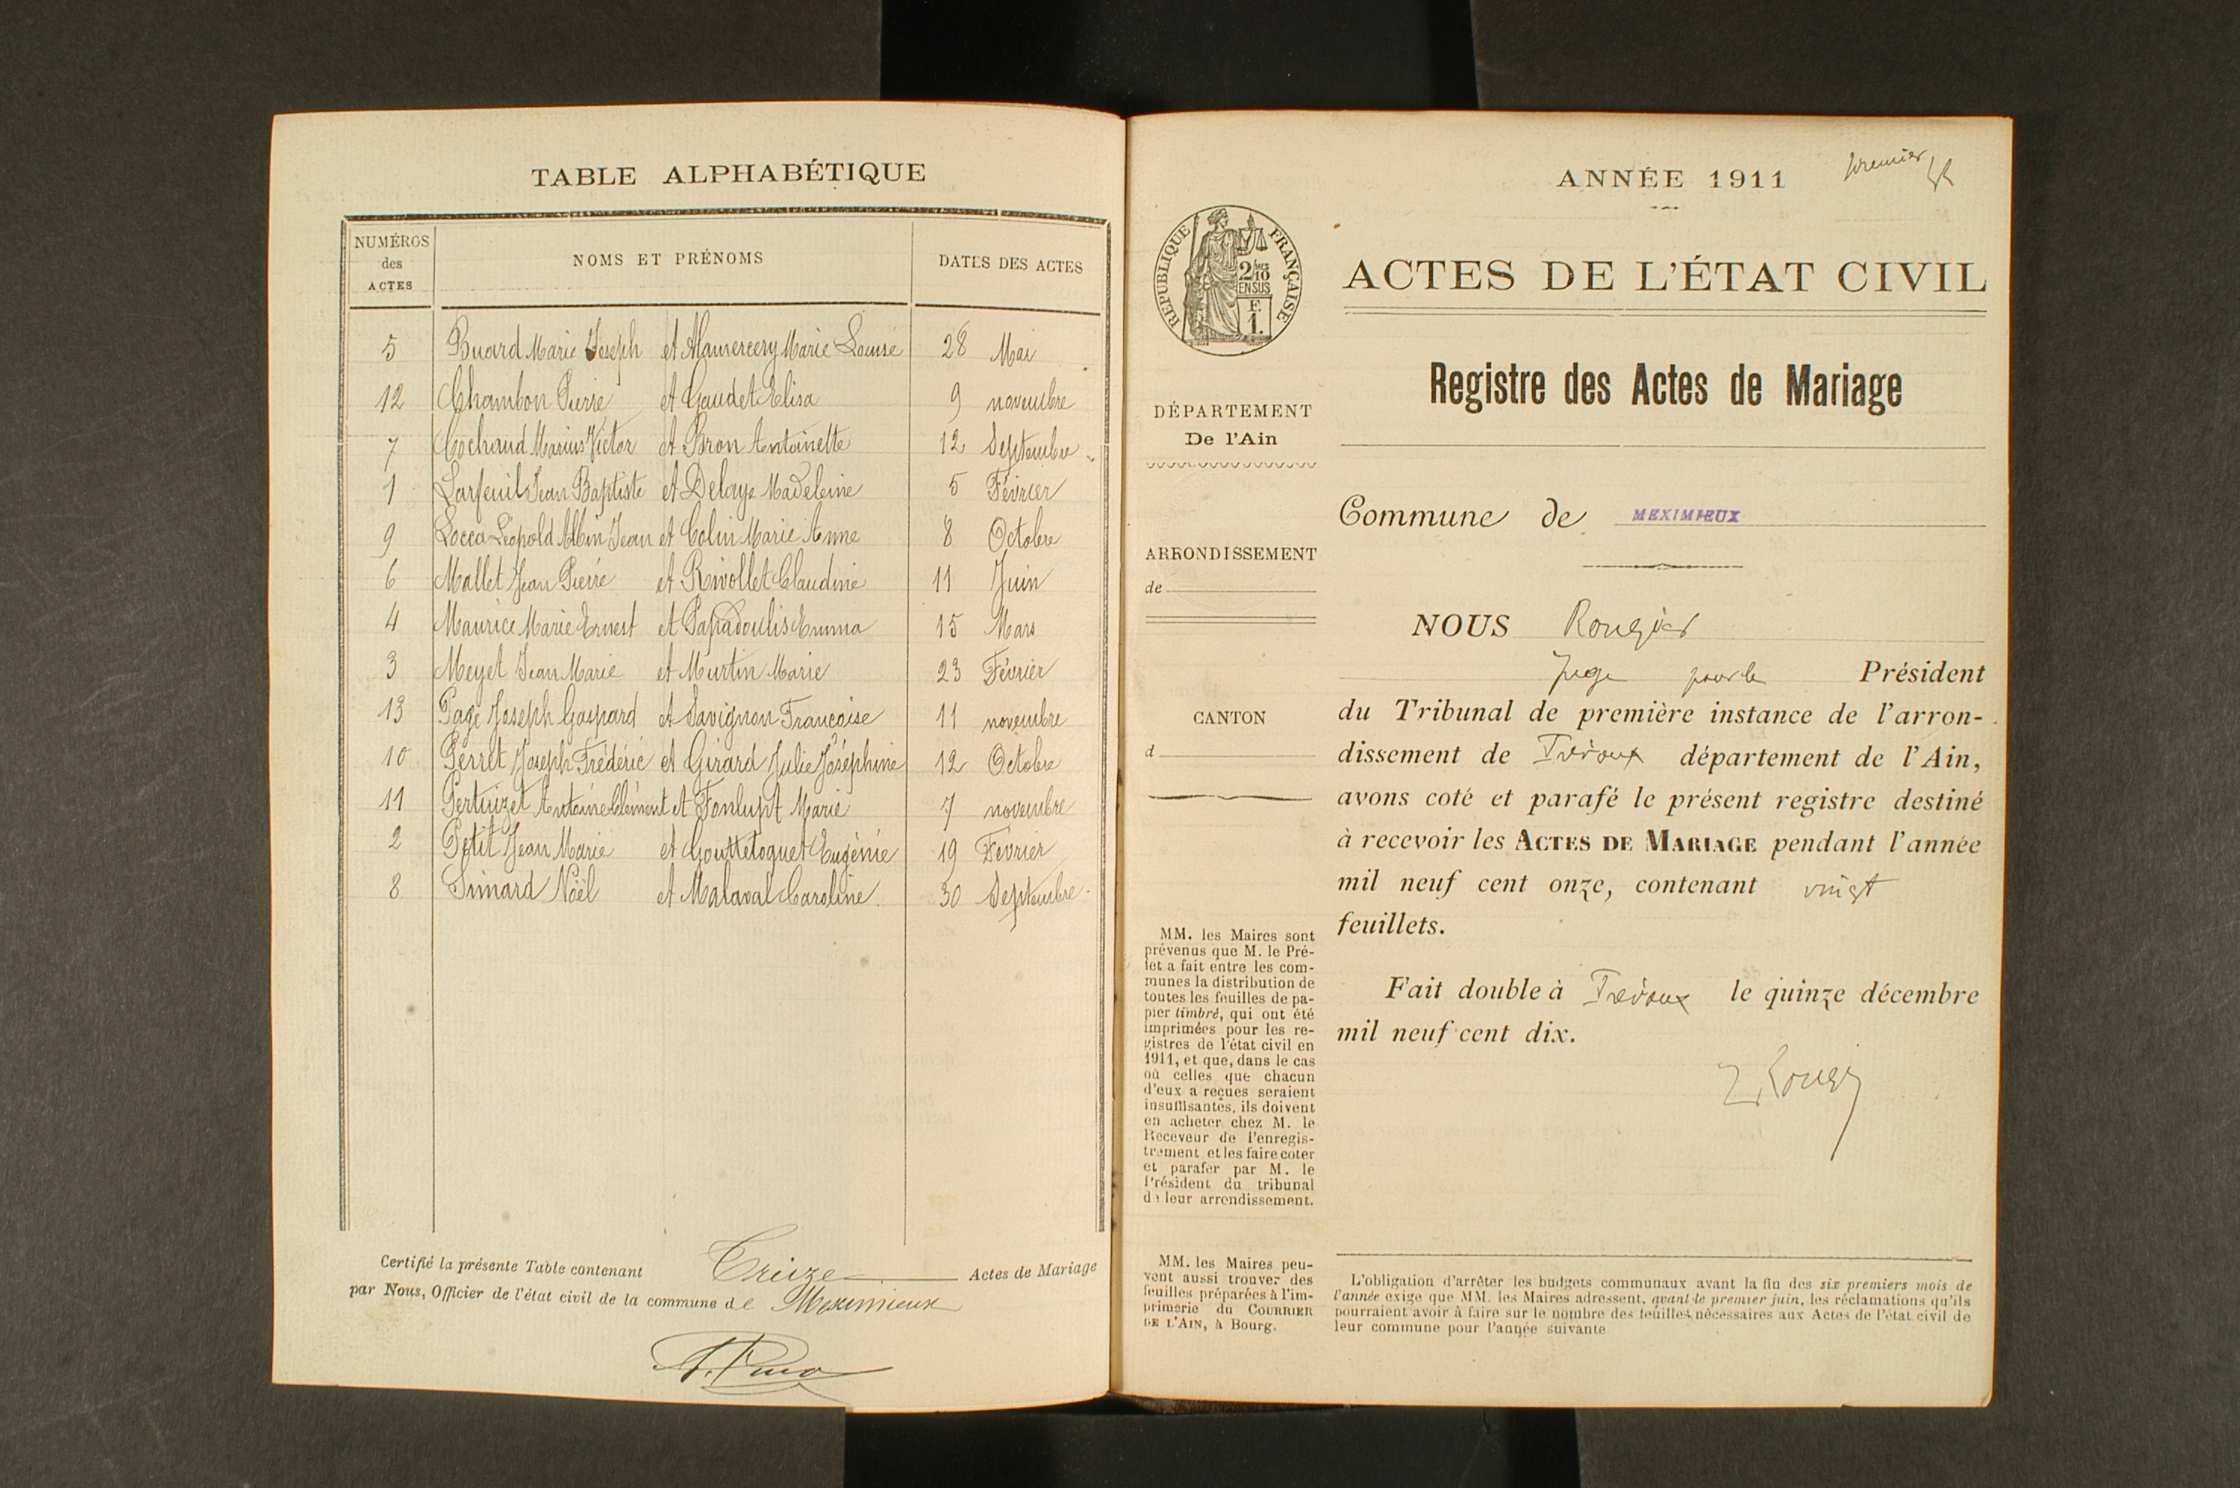 TABLE ALPHABÉTIQUE
NUMÉROS des ACTES NOMS ET PRÉNOMS DATES DES ACTES
5 Buard Marie Joseph et Mamercery Marie Louise 28 Mai
12 Chambon Pierre et Gaudet Elisa 9 novembre
7 Cochaud Marius Victor et Bron Antoinette 12 Septembre
1 Larfeuil Jean Baptiste et Delaye Madeleine 5 Février
9 Locca Léopold Albin Jean et Colin Marie Anne 8 Octobre
6 Mallet Jean Pierre et Rivollet Claudine 11 Juin
4 Maurice Marie Ernest et Papadoulis Emma 15 Mars
3 Meyet Jean Marie et Murtin Marie 23 Février
13 Page Joseph Gaspard et Savignon Françoise 11 novembre
10 Perret Joseph Frédéric et Girard Julie Joséphine 12 Octobre
11 Pertuizet Antoine Clément et Fonlupt Marie 7 novembre
2 Petit Jean Marie et Gouttetoquet Eugénie 19 Février
8 Simard Noël et Malaval Caroline 30 Septembre
Certifié la présente Table contenant Treize Actes de Mariage
par Nous, Officier de l'état civil de la commune de Meximieux
premier
ANNÉE 1911
RÉPUBLIQUE FRANÇAISE
2/10 EN SUS
F. 1.
ACTES DE L'ÉTAT CIVIL
Registre des Actes de Mariage
DÉPARTEMENT
De l'Ain
Commune de MEXIMIEUX
ARRONDISSEMENT
de
CANTON
d
NOUS Rougier
Juge pour le Président
du Tribunal de première instance de l'arron-
dissement de Trévoux département de l'Ain,
avons coté et parafé le présent registre destiné
à recevoir les ACTES DE MARIAGE pendant l'année
mil neuf cent onze, contenant vingt
feuillets.
Fait double à Trévoux le quinze décembre
mil neuf cent dix.
Rougier
MM. les Maires sont
prévenus que M. le Pré-
fet a fait entre les com-
munes la distribution de
toutes les feuilles de pa-
pier timbré, qui ont été
imprimées pour les re-
gistres de l'état civil en
1911, et que, dans le cas
où celles que chacun
d'eux a reçues seraient
insuffisantes, ils doivent
en acheter chez M. le
Receveur de l'enregis-
trement et les faire coter
et parafer par M. le
Président du tribunal
de leur arrondissement.
MM. les Maires peu-
vent aussi trouver des
feuilles préparées à l'im-
primerie du COURRIER
DE L'AIN, à Bourg.
L'obligation d'arrêter les budgets communaux avant la fin des six premiers mois de
l'année exige que MM. les Maires adressent, avant le premier juin, les réclamations qu'ils
pourraient avoir à faire sur le nombre des feuilles nécessaires aux Actes de l'état civil de
leur commune pour l'année suivante